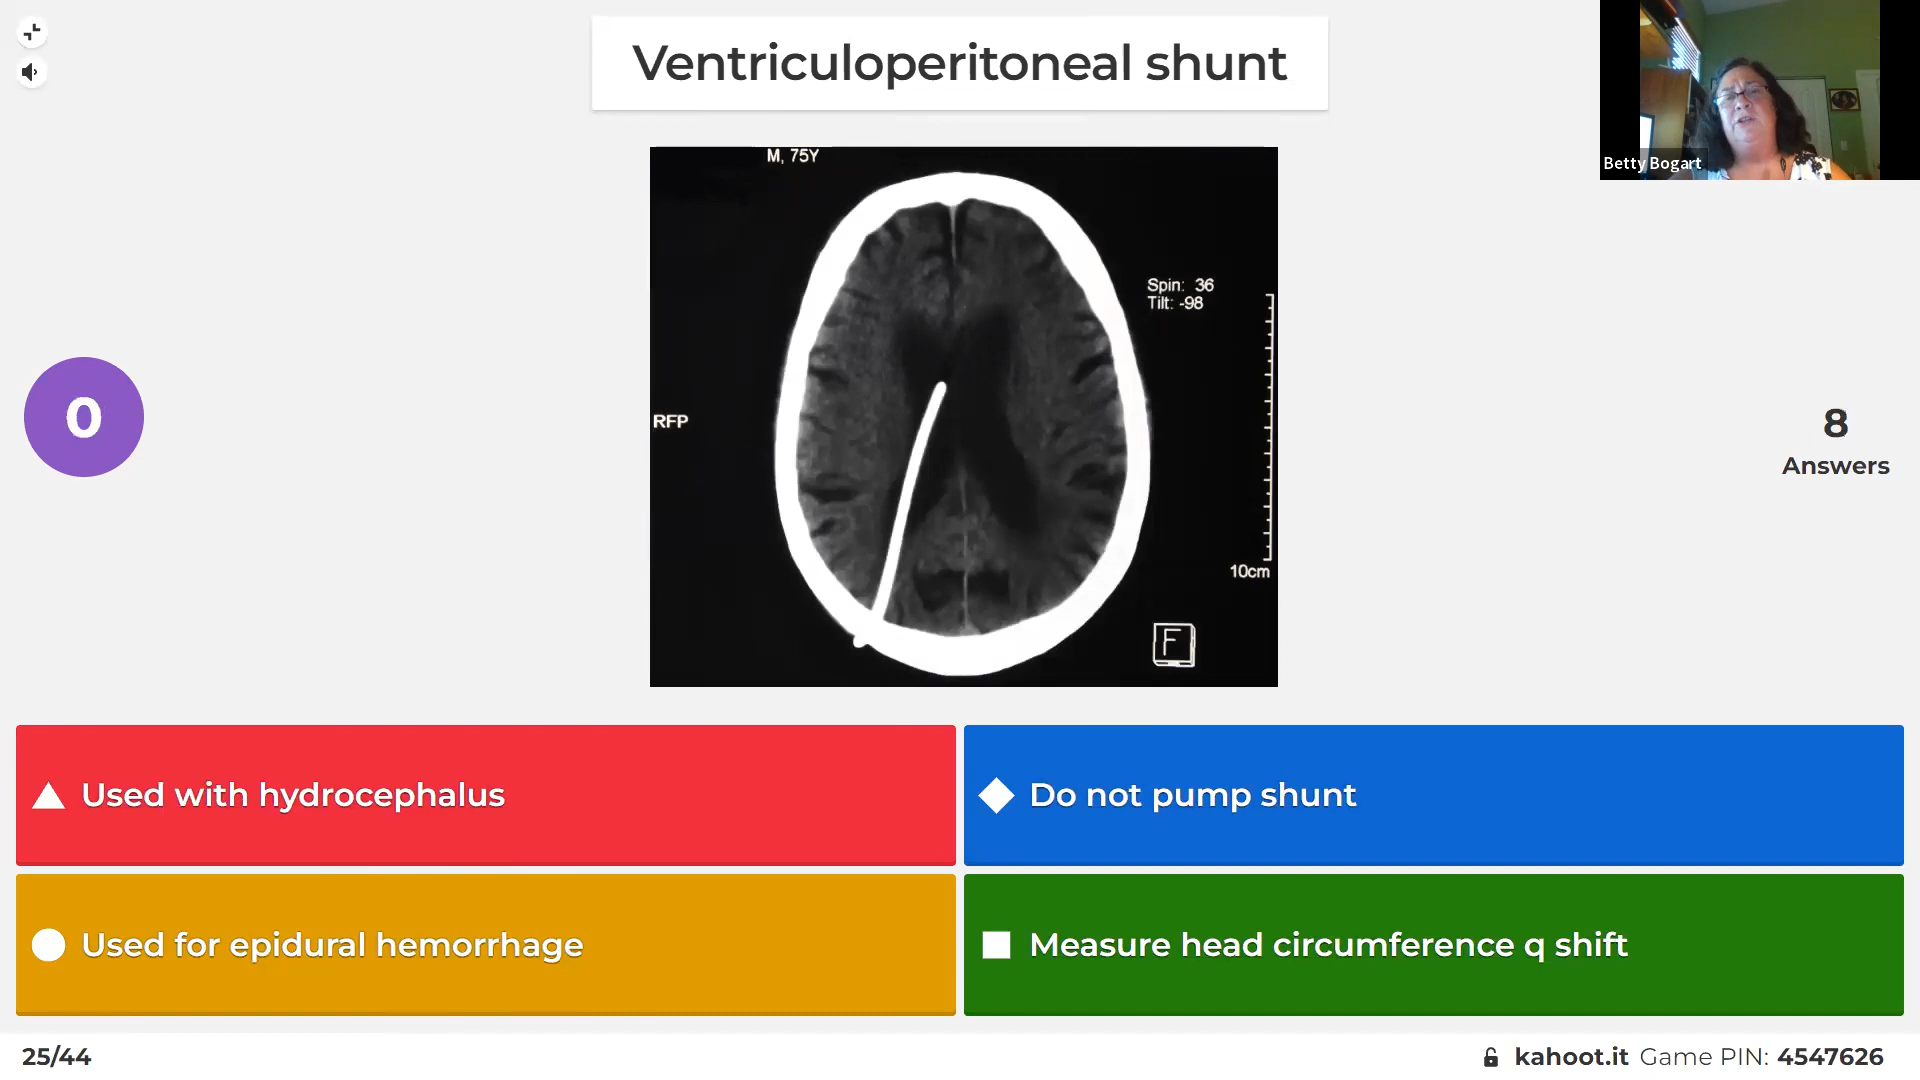 Ventriculoperitoneal shunt
Betty Bogart
M, 75Y
Spin: 36
Tilt: -98
RFP
10cm
F
0
8
Answers
Used with hydrocephalus
Do not pump shunt
Used for epidural hemorrhage
Measure head circumference q shift
25/44
kahoot.it Game PIN: 4547626